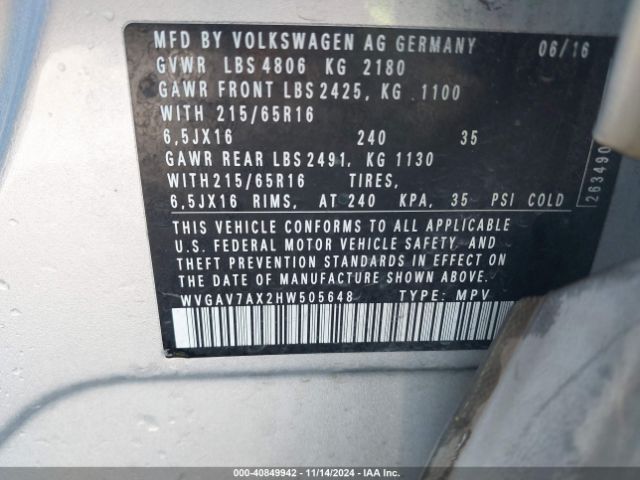 MFD BY VOLKSWAGEN AG GERMANY 06/16
GVWR LBS 4806 KG 2180
GAWR FRONT LBS 2425, KG 1100
WITH 215/65R16
6,5JX16 240 35
GAWR REAR LBS 2491, KG 1130
WITH 215/65R16 TIRES,
6,5JX16 RIMS, AT 240 KPA, 35 PSI COLD
THIS VEHICLE CONFORMS TO ALL APPLICABLE
U.S. FEDERAL MOTOR VEHICLE SAFETY, AND
THEFT PREVENTION STANDARDS IN EFFECT ON
THE DATE OF MANUFACTURE SHOWN ABOVE.
WVGAV7AX2HW505648 TYPE: MPV
263490
000-40849942 - 11/14/2024 - IAA Inc.